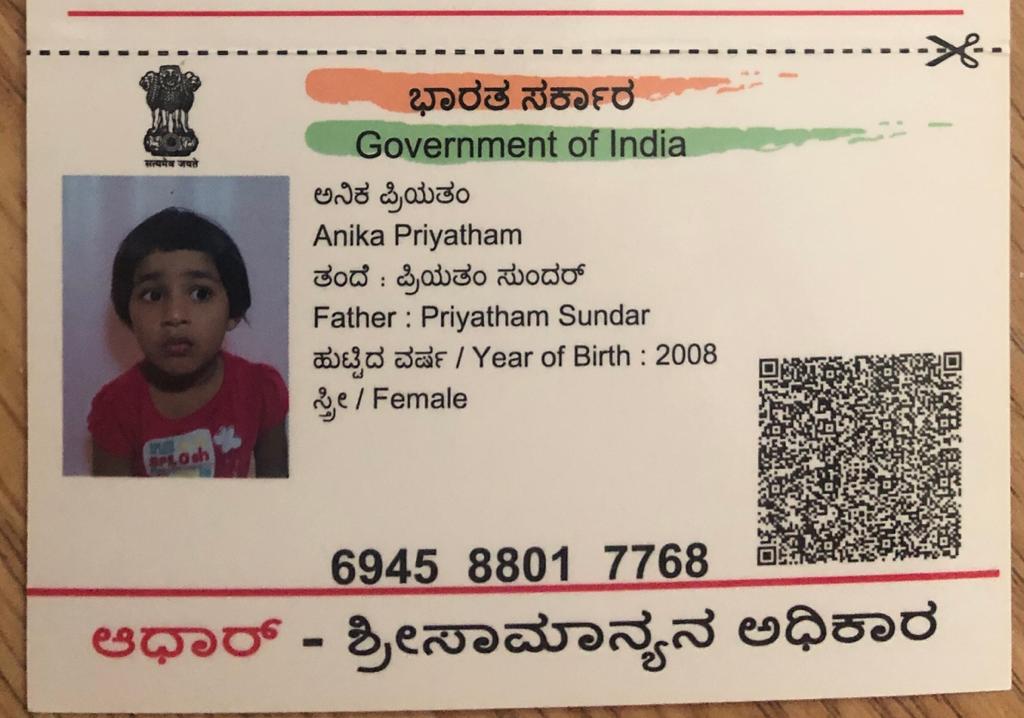 सत्यमेव जयते
ಭಾರತ ಸರ್ಕಾರ
Government of India
ಅನಿಕ ಪ್ರಿಯತಂ
Anika Priyatham
ತಂದೆ : ಪ್ರಿಯತಂ ಸುಂದರ್
Father : Priyatham Sundar
ಹುಟ್ಟಿದ ವರ್ಷ / Year of Birth : 2008
ಸ್ತ್ರೀ / Female
SPLOsh
6945 8801 7768
ಆಧಾರ್ - ಶ್ರೀಸಾಮಾನ್ಯನ ಅಧಿಕಾರ